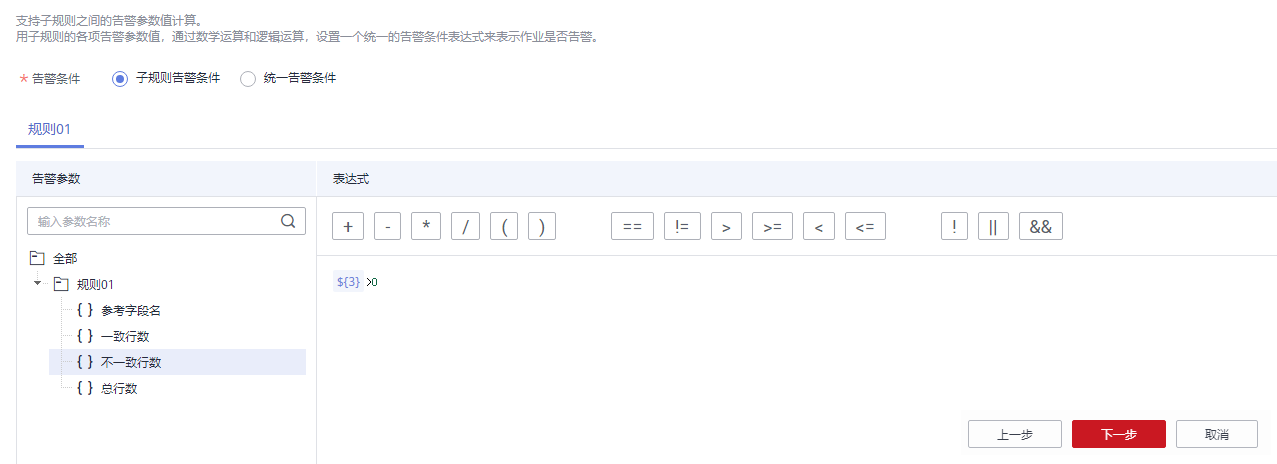 支持子规则之间的告警参数值计算。
用子规则的各项告警参数值，通过数学运算和逻辑运算，设置一个统一的告警条件表达式来表示作业是否告警。
* 告警条件 子规则告警条件 统一告警条件
规则01
告警参数 表达式
输入参数名称
+ - * / ( ) == != > >= < <= ! || &&
全部
规则01
{ } 参考字段名
{ } 一致行数
{ } 不一致行数
{ } 总行数
${3} >0
上一步 下一步 取消